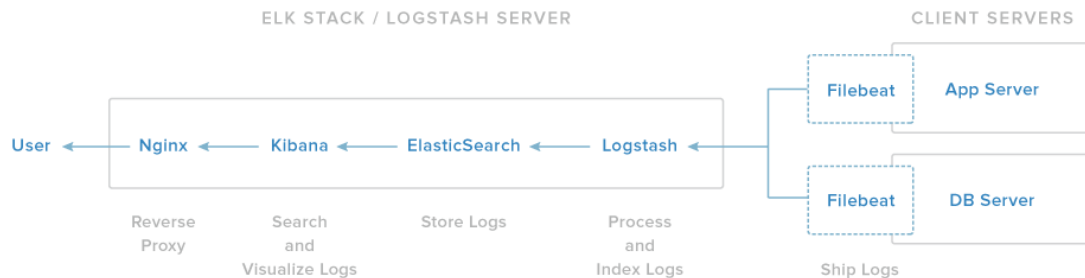 ELK STACK / LOGSTASH SERVER
CLIENT SERVERS
Filebeat
App Server
User
Nginx
Kibana
ElasticSearch
Logstash
Filebeat
DB Server
Reverse
Proxy
Search
and
Visualize Logs
Store Logs
Process
and
Index Logs
Ship Logs